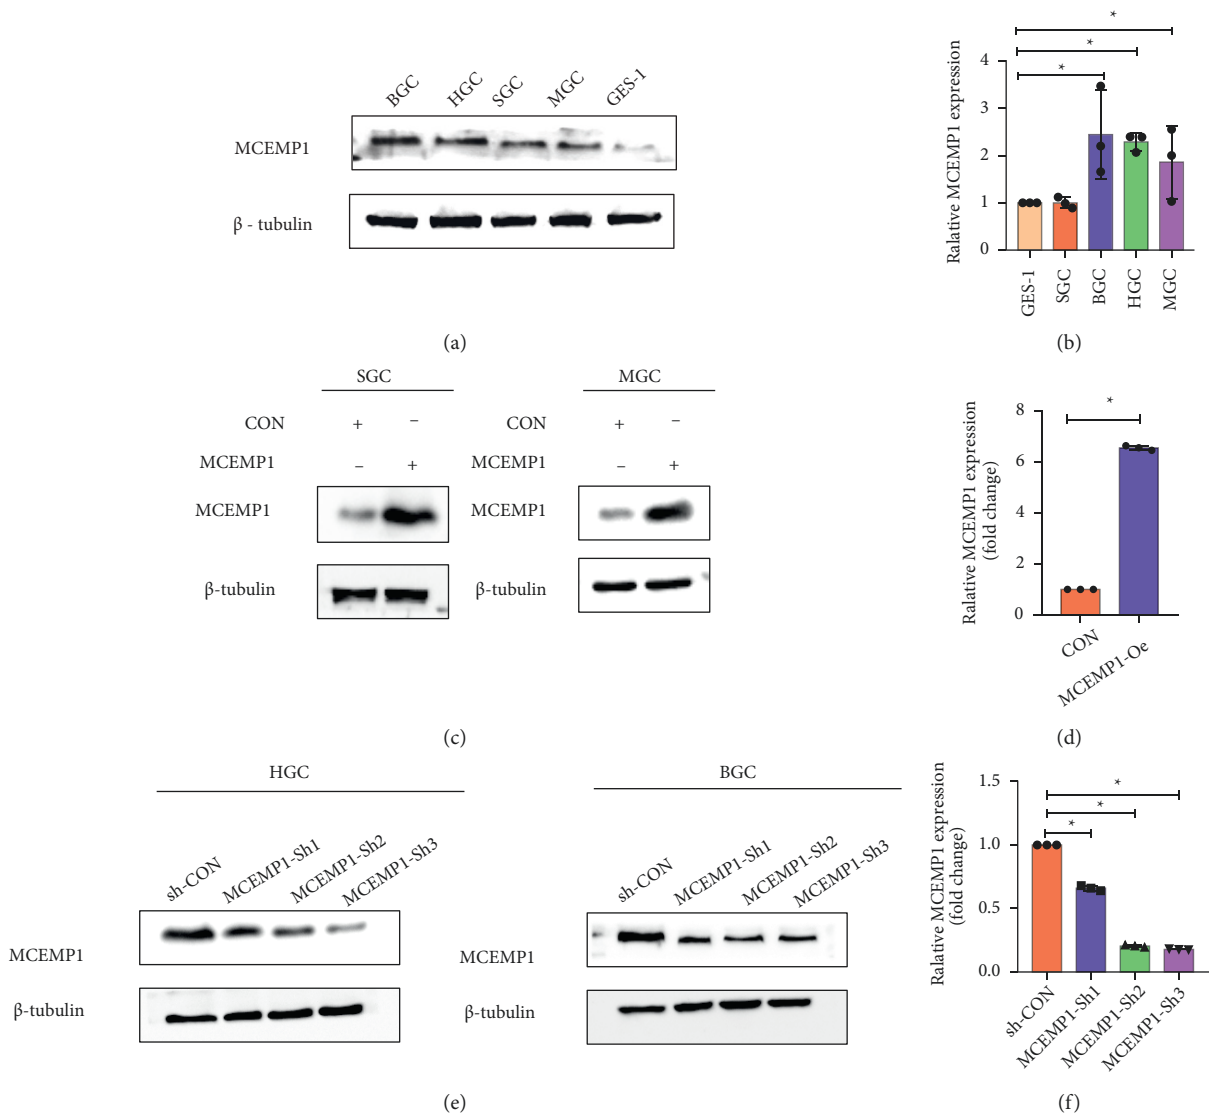 BGC HGC SGC MGC GES-1
MCEMP1
β - tubulin
(a)
Ralative MCEMP1 expression
4
3
2
1
0
* * *
GES-1 SGC BGC HGC MGC
(b)
SGC
CON + –
MCEMP1 – +
MCEMP1
β-tubulin
MGC
CON + –
MCEMP1 – +
MCEMP1
β-tubulin
(c)
Ralative MCEMP1 expression
(fold change)
8
6
4
2
0
*
CON MCEMP1-Oe
(d)
HGC
sh-CON MCEMP1-Sh1 MCEMP1-Sh2 MCEMP1-Sh3
MCEMP1
β-tubulin
BGC
sh-CON MCEMP1-Sh1 MCEMP1-Sh2 MCEMP1-Sh3
MCEMP1
β-tubulin
(e)
Ralative MCEMP1 expression
(fold change)
1.5
1.0
0.5
0.0
* * *
sh-CON MCEMP1-Sh1 MCEMP1-Sh2 MCEMP1-Sh3
(f)